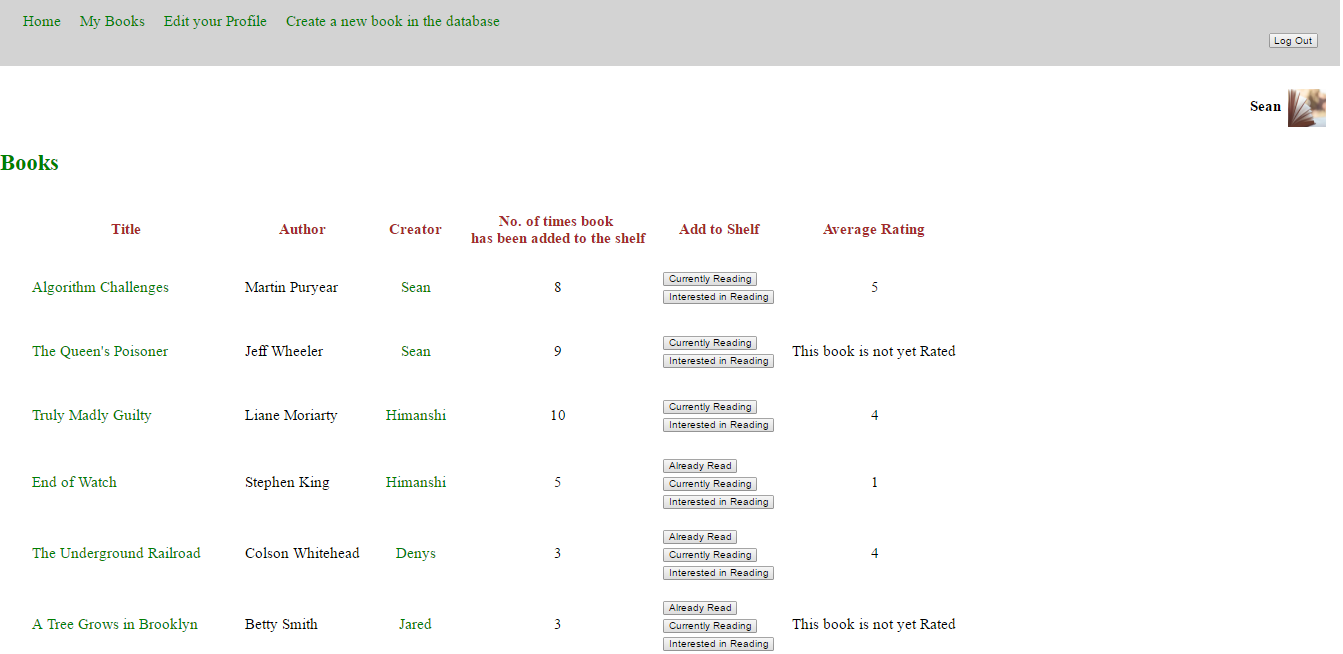 Home My Books Edit your Profile Create a new book in the database
Log Out
Sean
Books
Title Author Creator No. of times book has been added to the shelf Add to Shelf Average Rating
Algorithm Challenges Martin Puryear Sean 8 Currently Reading 5
Interested in Reading
The Queen's Poisoner Jeff Wheeler Sean 9 Currently Reading This book is not yet Rated
Interested in Reading
Truly Madly Guilty Liane Moriarty Himanshi 10 Currently Reading 4
Interested in Reading
Already Read
End of Watch Stephen King Himanshi 5 Currently Reading 1
Interested in Reading
Already Read
The Underground Railroad Colson Whitehead Denys 3 Currently Reading 4
Interested in Reading
Already Read
A Tree Grows in Brooklyn Betty Smith Jared 3 Currently Reading This book is not yet Rated
Interested in Reading